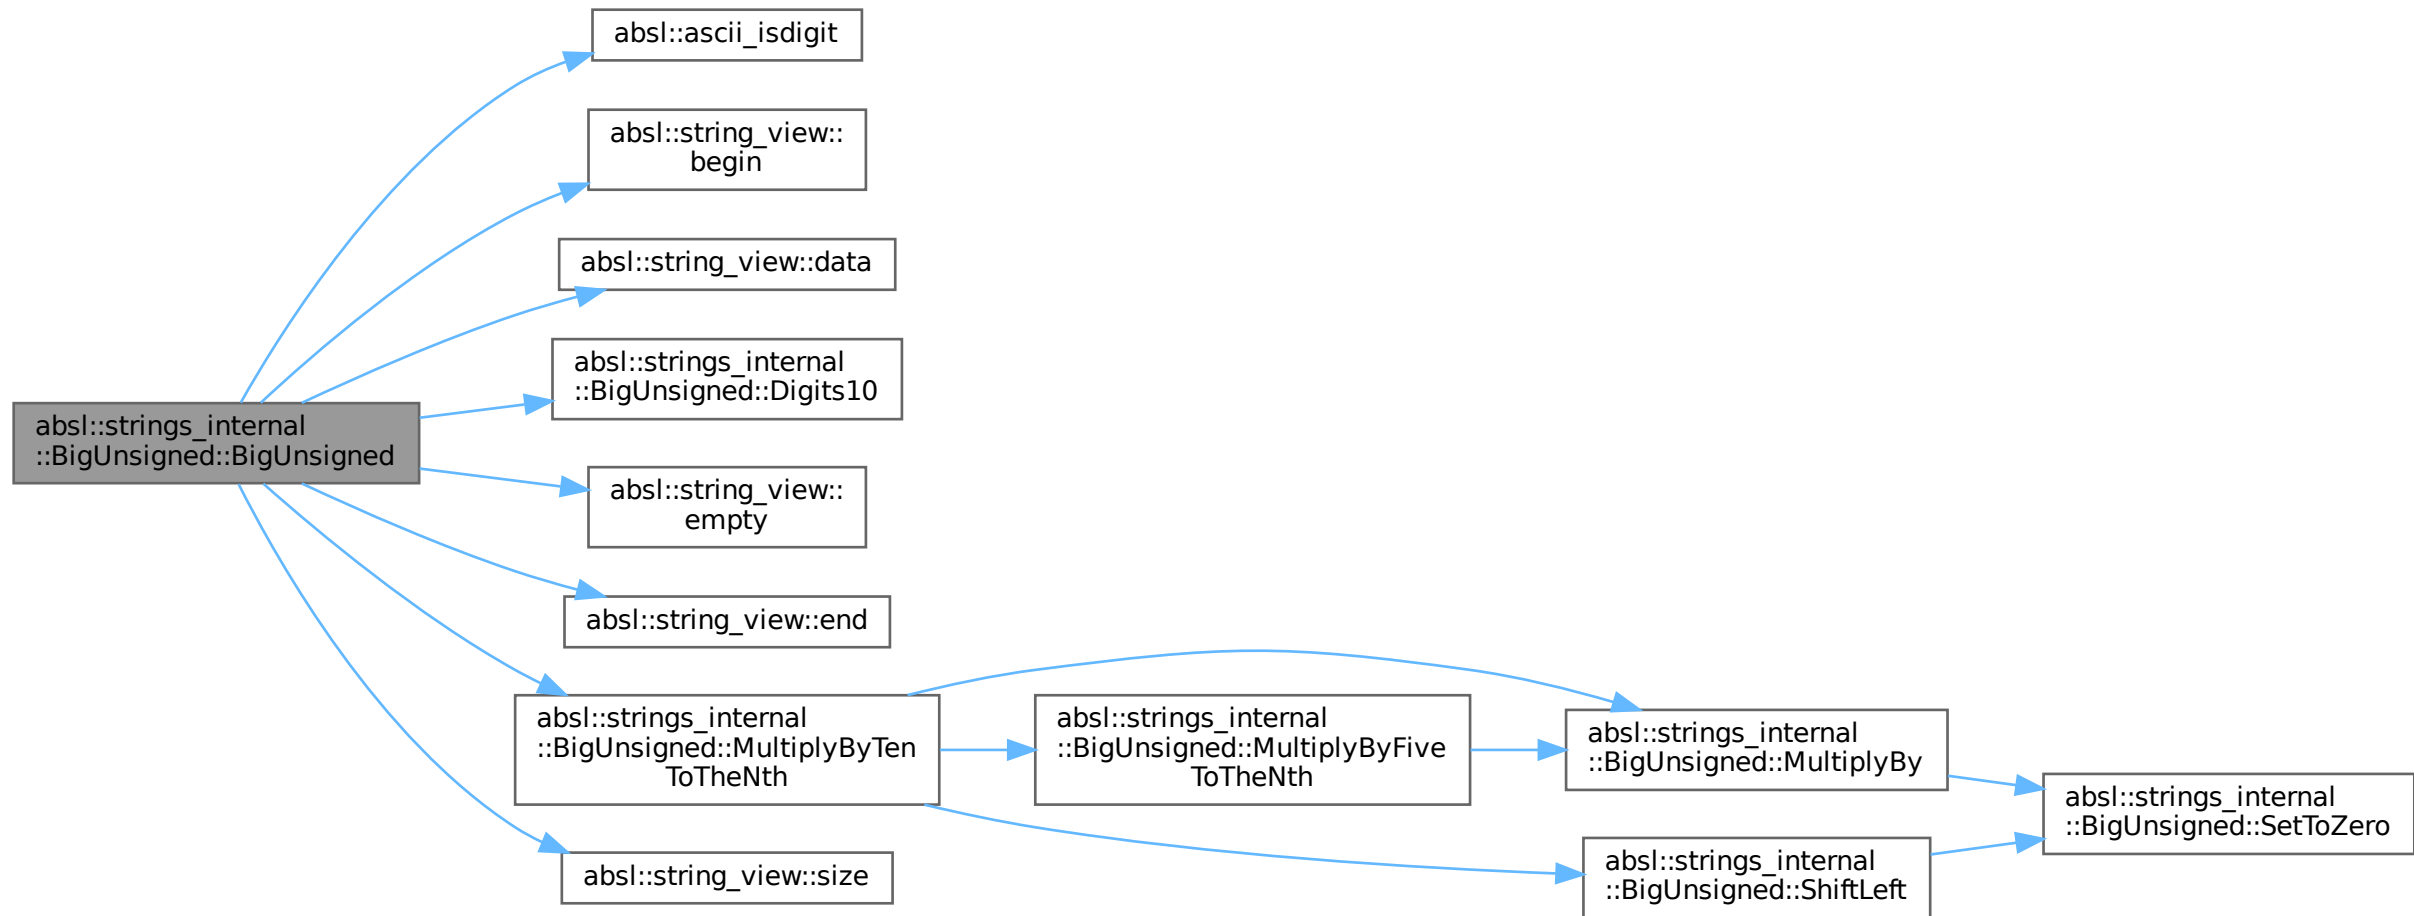 absl::ascii_isdigit
absl::string_view::
begin
absl::string_view::data
absl::strings_internal
::BigUnsigned::Digits10
absl::strings_internal
::BigUnsigned::BigUnsigned
absl::string_view::
empty
absl::string_view::end
absl::strings_internal
::BigUnsigned::MultiplyByTen
ToTheNth
absl::strings_internal
::BigUnsigned::MultiplyByFive
ToTheNth
absl::strings_internal
::BigUnsigned::MultiplyBy
absl::strings_internal
::BigUnsigned::SetToZero
absl::string_view::size
absl::strings_internal
::BigUnsigned::ShiftLeft